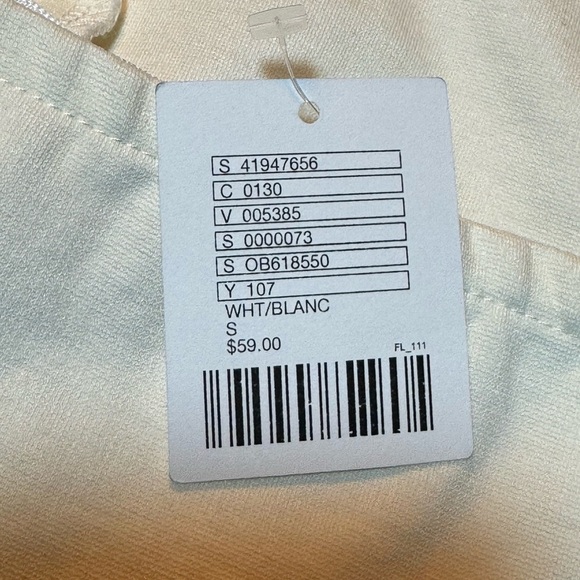 S 41947656
C 0130
V 005385
S 0000073
S OB618550
Y 107
WHT/BLANC
S
$59.00
FL_111